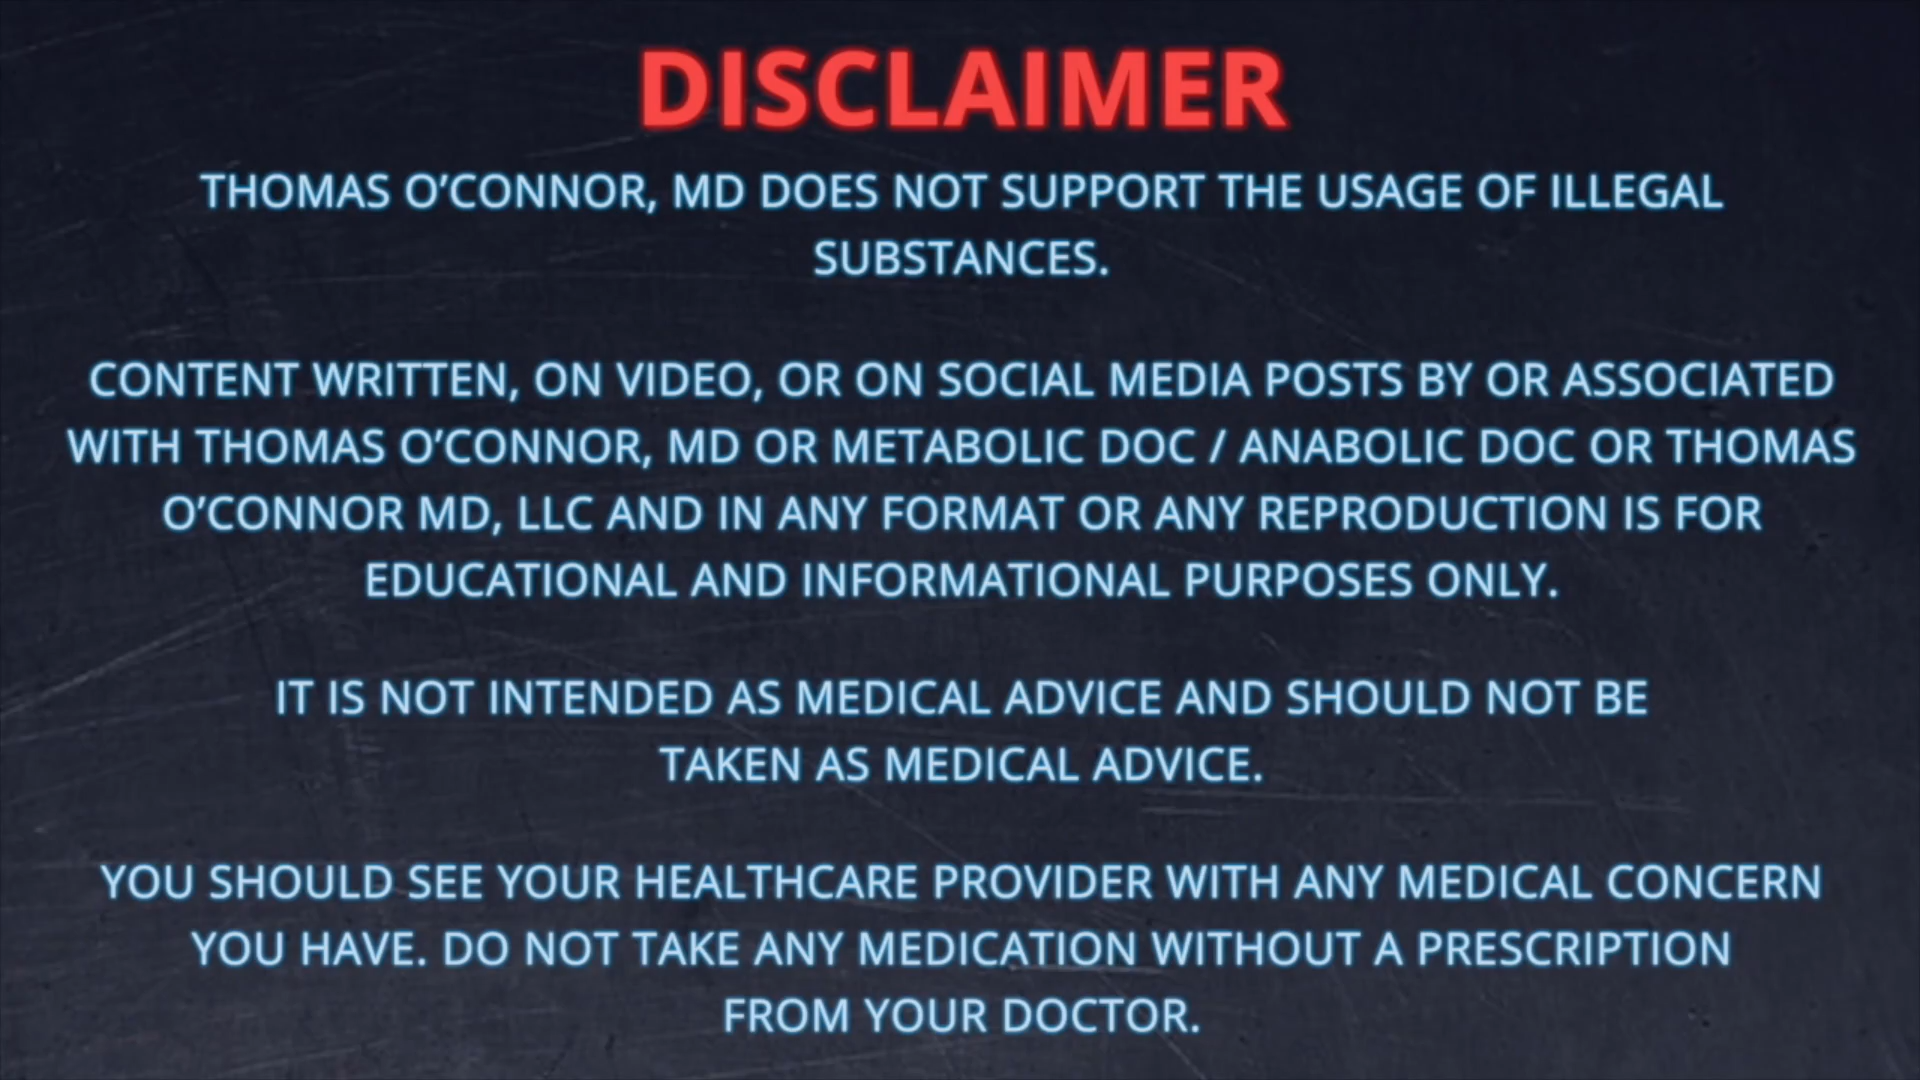 DISCLAIMER
THOMAS O’CONNOR, MD DOES NOT SUPPORT THE USAGE OF ILLEGAL
SUBSTANCES.
CONTENT WRITTEN, ON VIDEO, OR ON SOCIAL MEDIA POSTS BY OR ASSOCIATED
WITH THOMAS O’CONNOR, MD OR METABOLIC DOC / ANABOLIC DOC OR THOMAS
O’CONNOR MD, LLC AND IN ANY FORMAT OR ANY REPRODUCTION IS FOR
EDUCATIONAL AND INFORMATIONAL PURPOSES ONLY.
IT IS NOT INTENDED AS MEDICAL ADVICE AND SHOULD NOT BE
TAKEN AS MEDICAL ADVICE.
YOU SHOULD SEE YOUR HEALTHCARE PROVIDER WITH ANY MEDICAL CONCERN
YOU HAVE. DO NOT TAKE ANY MEDICATION WITHOUT A PRESCRIPTION
FROM YOUR DOCTOR.